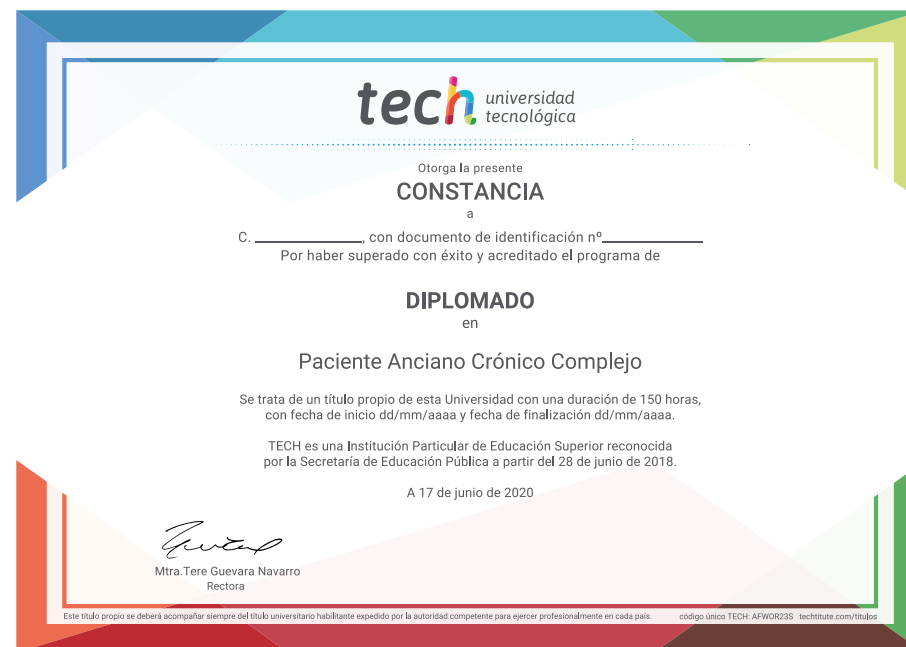 tech universidad
tecnológica
Otorga la presente
CONSTANCIA
a
C. ________________, con documento de identificación nº_______________
Por haber superado con éxito y acreditado el programa de
DIPLOMADO
en
Paciente Anciano Crónico Complejo
Se trata de un título propio de esta Universidad con una duración de 150 horas,
con fecha de inicio dd/mm/aaaa y fecha de finalización dd/mm/aaaa.
TECH es una Institución Particular de Educación Superior reconocida
por la Secretaría de Educación Pública a partir del 28 de junio de 2018.
A 17 de junio de 2020
Mtra.Tere Guevara Navarro
Rectora
Este título propio se deberá acompañar siempre del título universitario habilitante expedido por la autoridad competente para ejercer profesionalmente en cada país. código único TECH: AFWOR23S techtitute.com/titulos